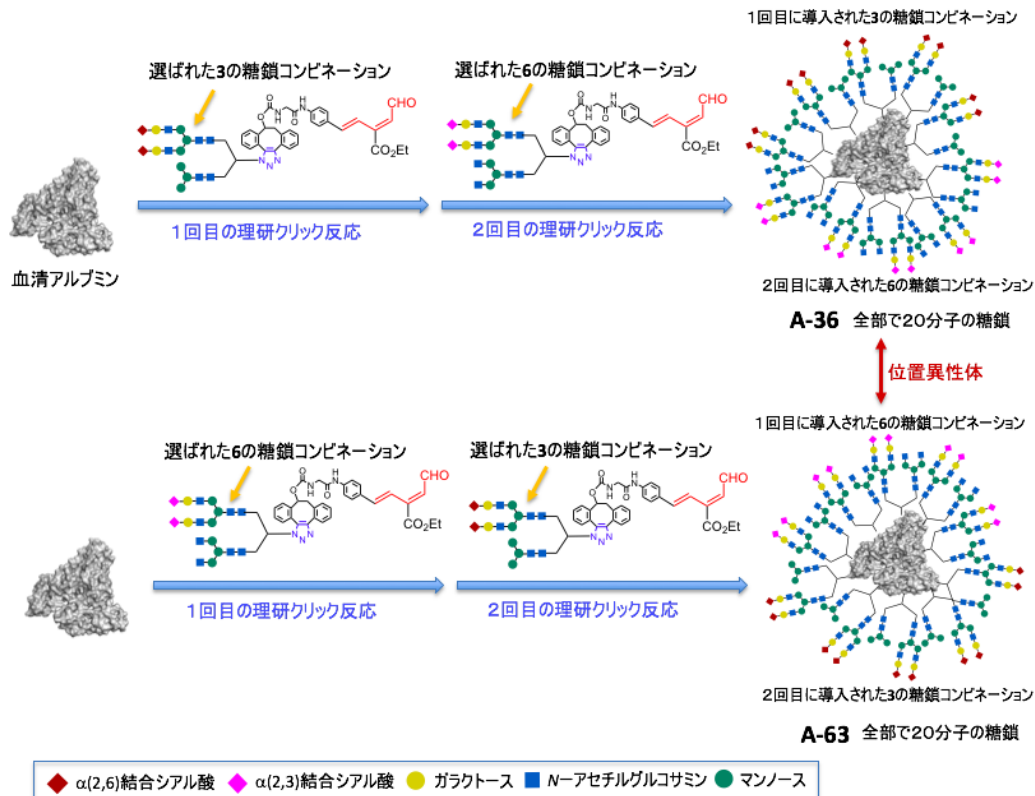 1回目に導入された3の糖鎖コンビネーション
選ばれた3の糖鎖コンビネーション
選ばれた6の糖鎖コンビネーション
O
O
H
N
N
H
O
CHO
CO2Et
N
N
N
O
O
H
N
N
H
O
CHO
CO2Et
N
N
N
1回目の理研クリック反応
2回目の理研クリック反応
血清アルブミン
2回目に導入された6の糖鎖コンビネーション
A-36 全部で20分子の糖鎖
位置異性体
1回目に導入された6の糖鎖コンビネーション
選ばれた6の糖鎖コンビネーション
選ばれた3の糖鎖コンビネーション
O
O
H
N
N
H
O
CHO
CO2Et
N
N
N
O
O
H
N
N
H
O
CHO
CO2Et
N
N
N
1回目の理研クリック反応
2回目の理研クリック反応
2回目に導入された3の糖鎖コンビネーション
A-63 全部で20分子の糖鎖
α(2,6)結合シアル酸 α(2,3)結合シアル酸 ガラクトース N-アセチルグルコサミン マンノース